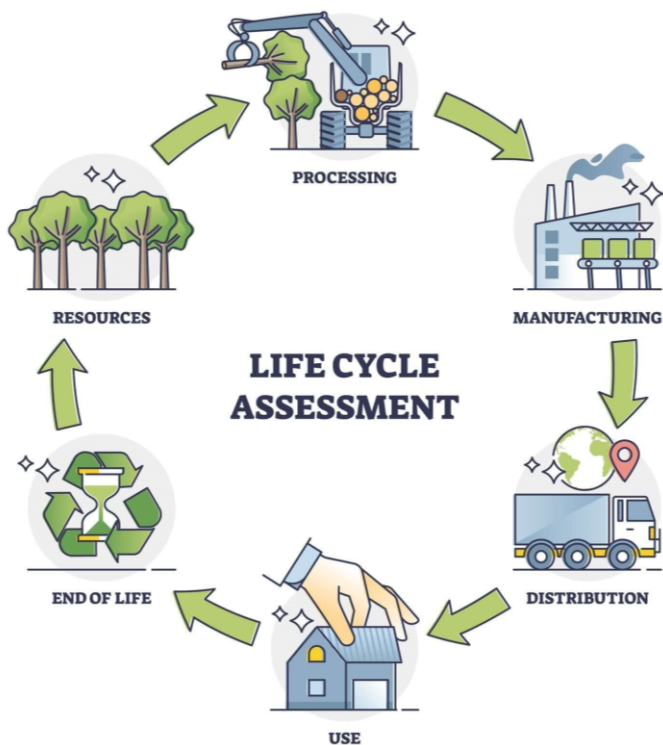 PROCESSING
RESOURCES
MANUFACTURING
LIFE CYCLE
ASSESSMENT
END OF LIFE
DISTRIBUTION
USE